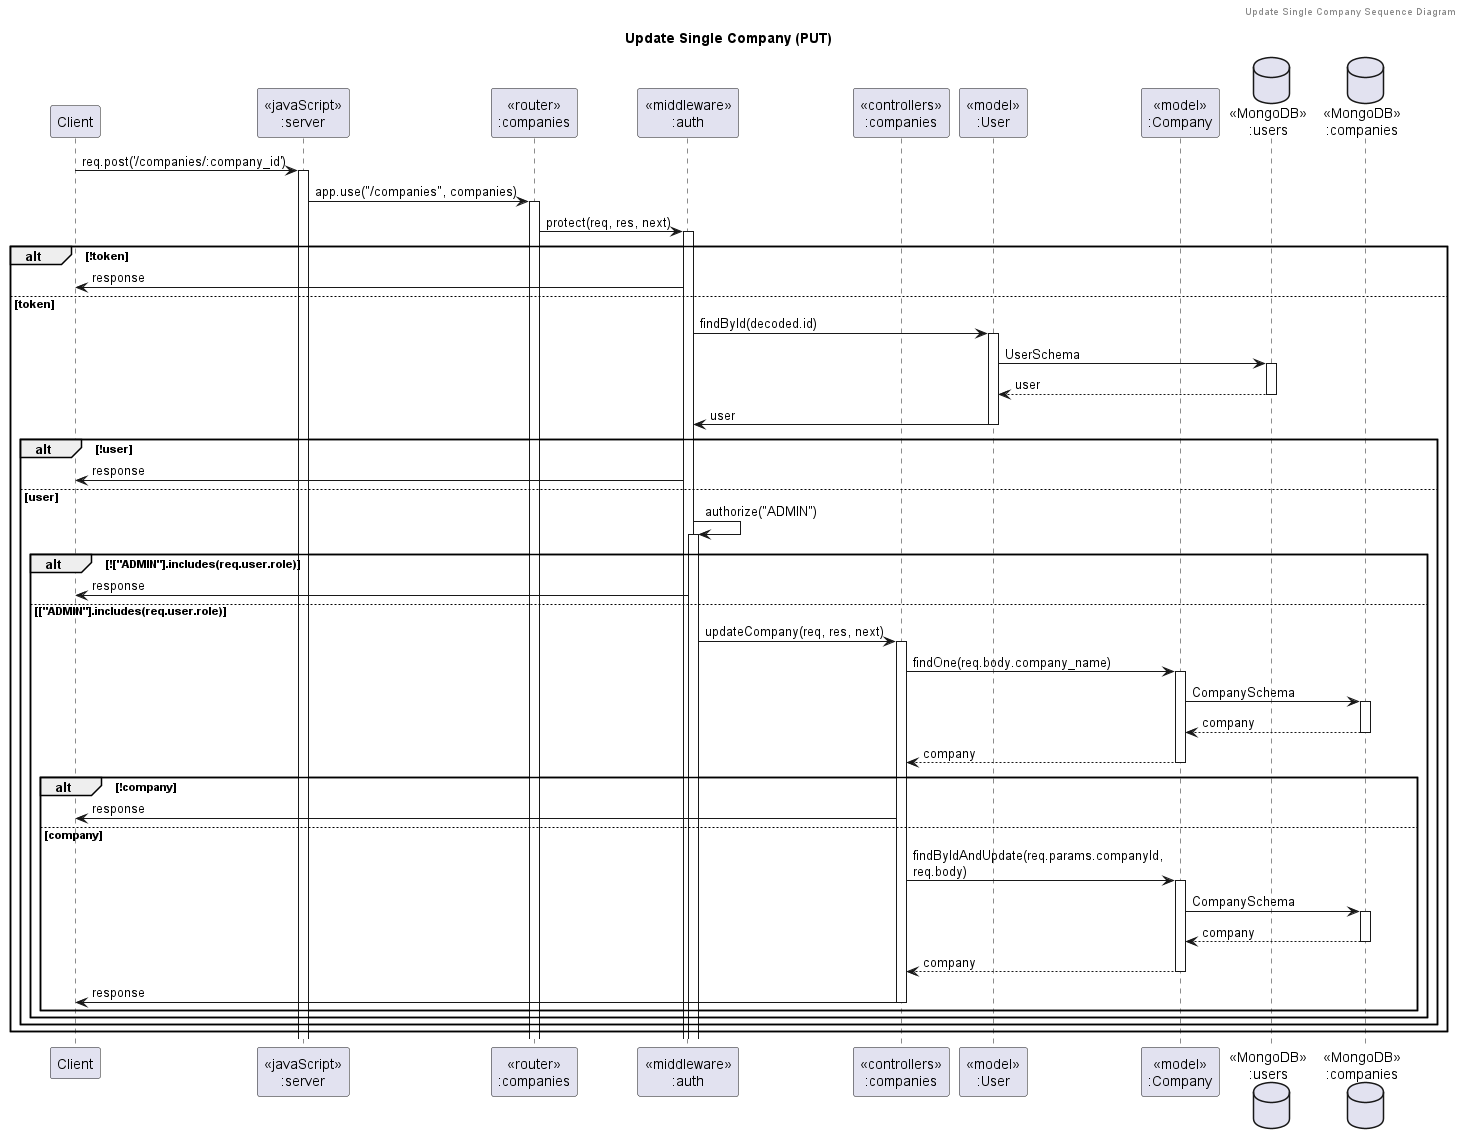 Update Single Company Sequence Diagram
Update Single Company (PUT)
Client
«javaScript»
:server
«router»
:companies
«middleware»
:auth
«controllers»
:companies
«model»
:User
«model»
:Company
«MongoDB»
:users
«MongoDB»
:companies
req.post('/companies/:company_id')
app.use("/companies", companies)
protect(req, res, next)
alt [!token]
response
[token]
findById(decoded.id)
UserSchema
user
user
alt [!user]
response
[user]
authorize("ADMIN")
alt [!["ADMIN"].includes(req.user.role)]
response
[["ADMIN"].includes(req.user.role)]
updateCompany(req, res, next)
findOne(req.body.company_name)
CompanySchema
company
company
alt [!company]
response
[company]
findByIdAndUpdate(req.params.companyId,
req.body)
CompanySchema
company
company
response
Client
«javaScript»
:server
«router»
:companies
«middleware»
:auth
«controllers»
:companies
«model»
:User
«model»
:Company
«MongoDB»
:users
«MongoDB»
:companies